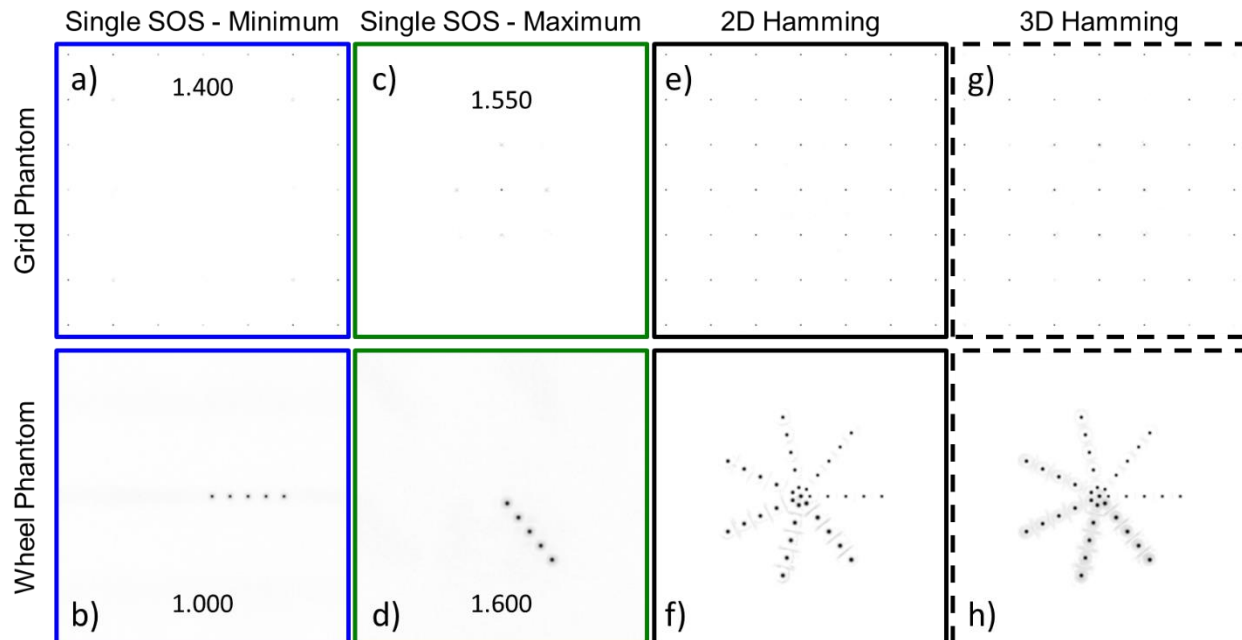 Single SOS - Minimum
Single SOS - Maximum
2D Hamming
3D Hamming
Grid Phantom
a)
1.400
c)
1.550
e)
g)
Wheel Phantom
b)
1.000
d)
1.600
f)
h)